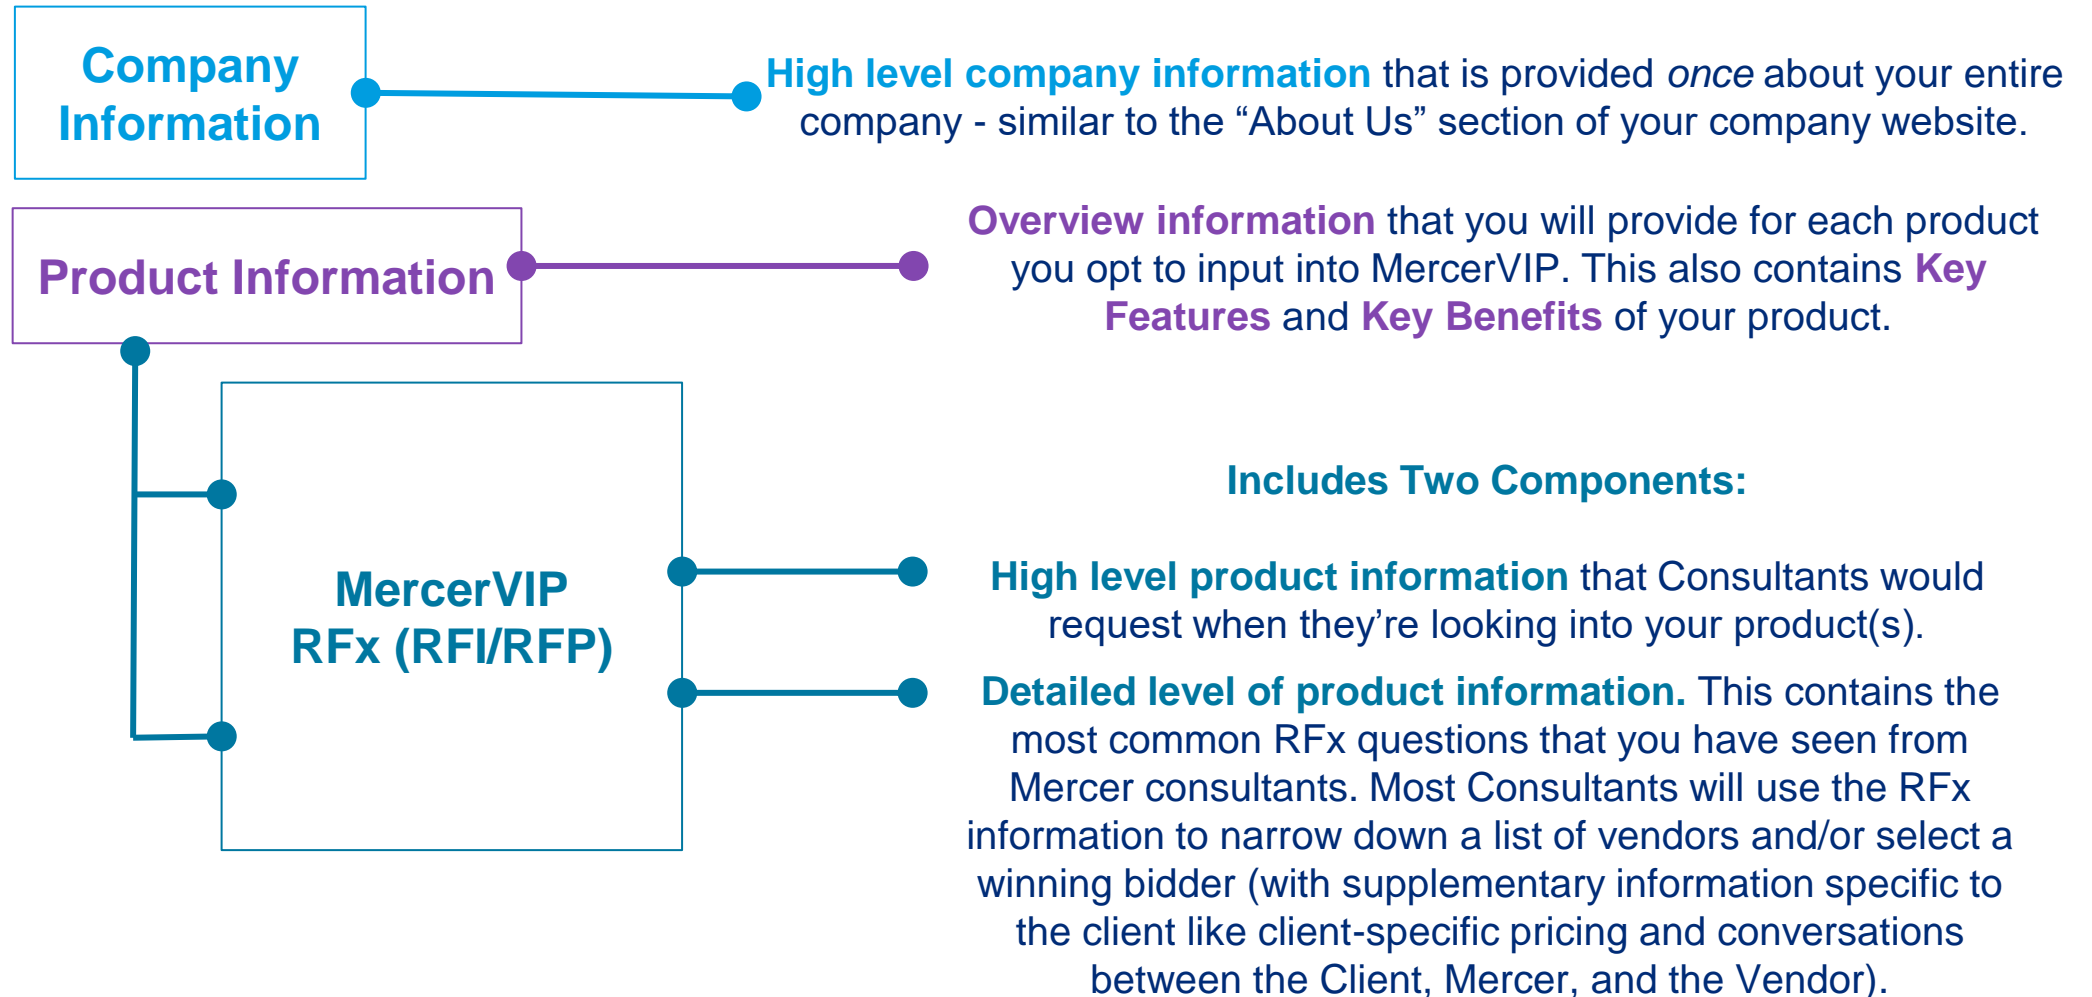 Company
Information
High level company information that is provided once about your entire
company - similar to the “About Us” section of your company website.
Product Information
Overview information that you will provide for each product
you opt to input into MercerVIP. This also contains Key
Features and Key Benefits of your product.
MercerVIP
RFx (RFI/RFP)
Includes Two Components:
High level product information that Consultants would
request when they’re looking into your product(s).
Detailed level of product information. This contains the
most common RFx questions that you have seen from
Mercer consultants. Most Consultants will use the RFx
information to narrow down a list of vendors and/or select a
winning bidder (with supplementary information specific to
the client like client-specific pricing and conversations
between the Client, Mercer, and the Vendor).